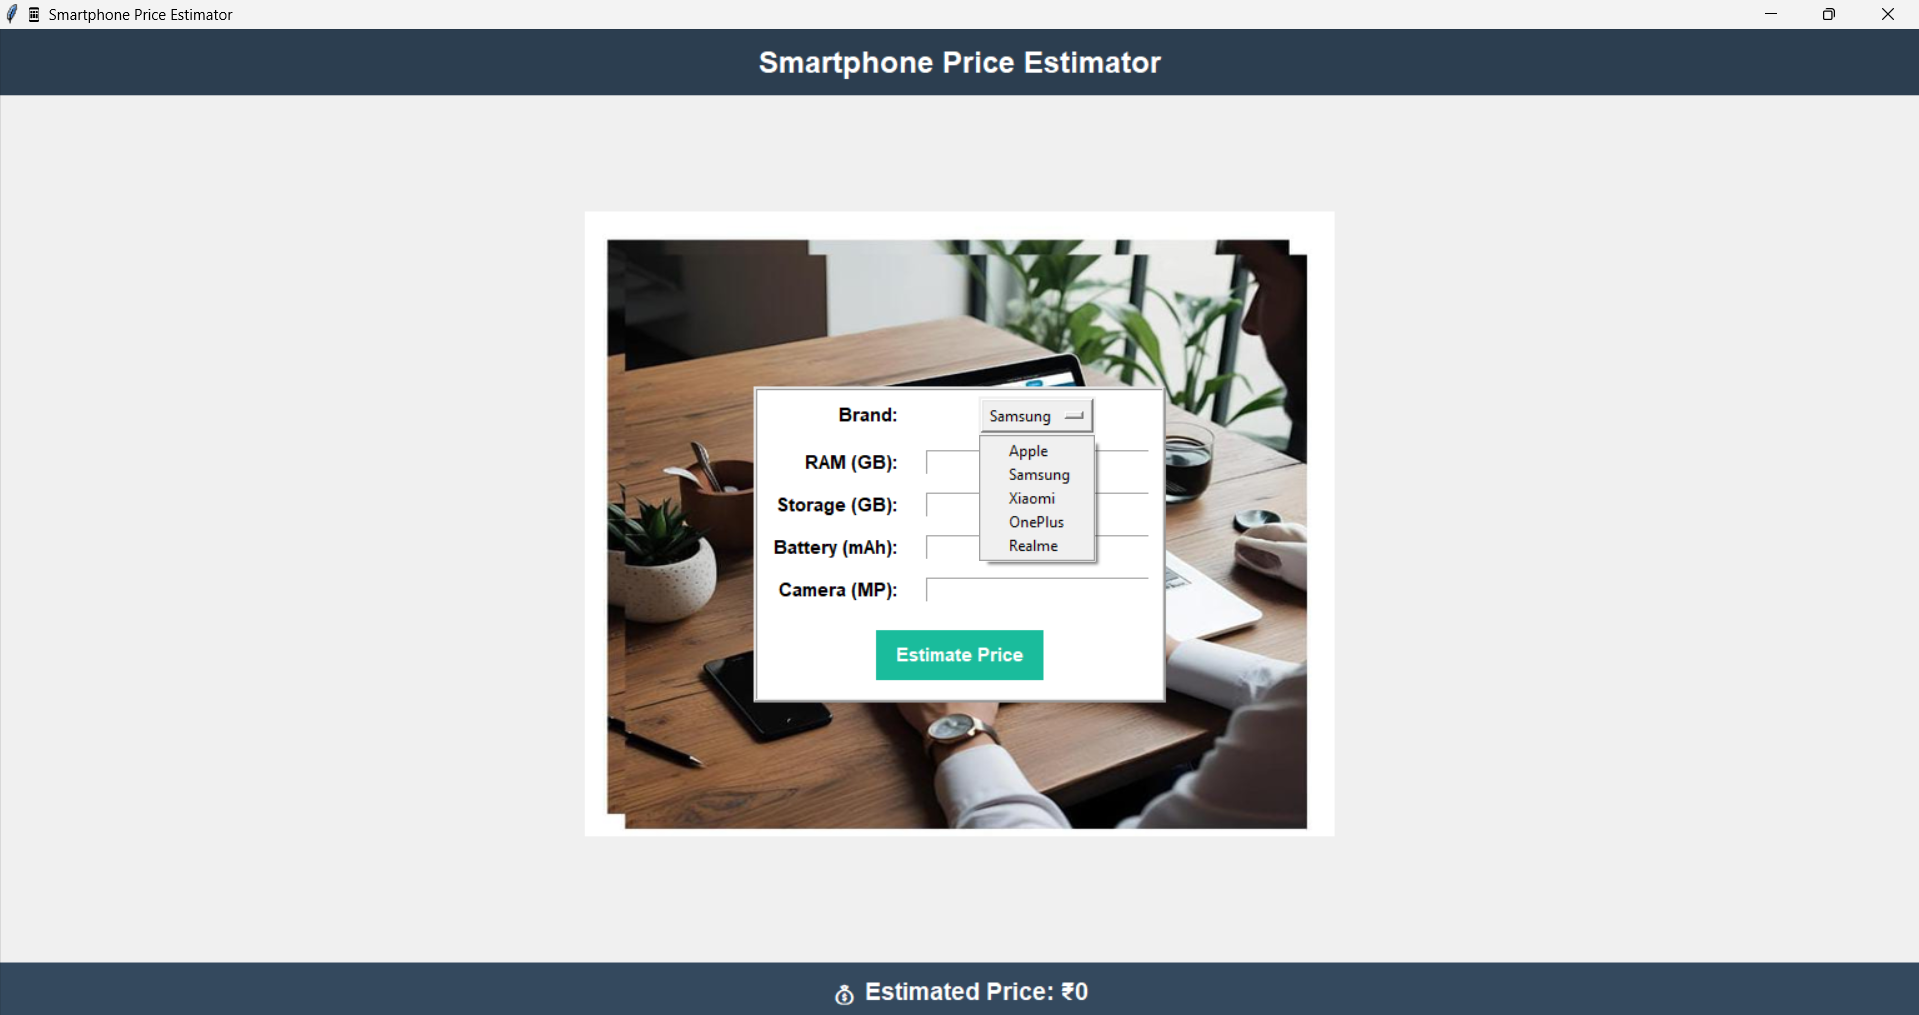 Smartphone Price Estimator
Smartphone Price Estimator
Brand: Samsung
Apple
RAM (GB):
Samsung
Xiaomi
Storage (GB):
OnePlus
Battery (mAh):
Realme
Camera (MP):
Estimate Price
Estimated Price: ₹0